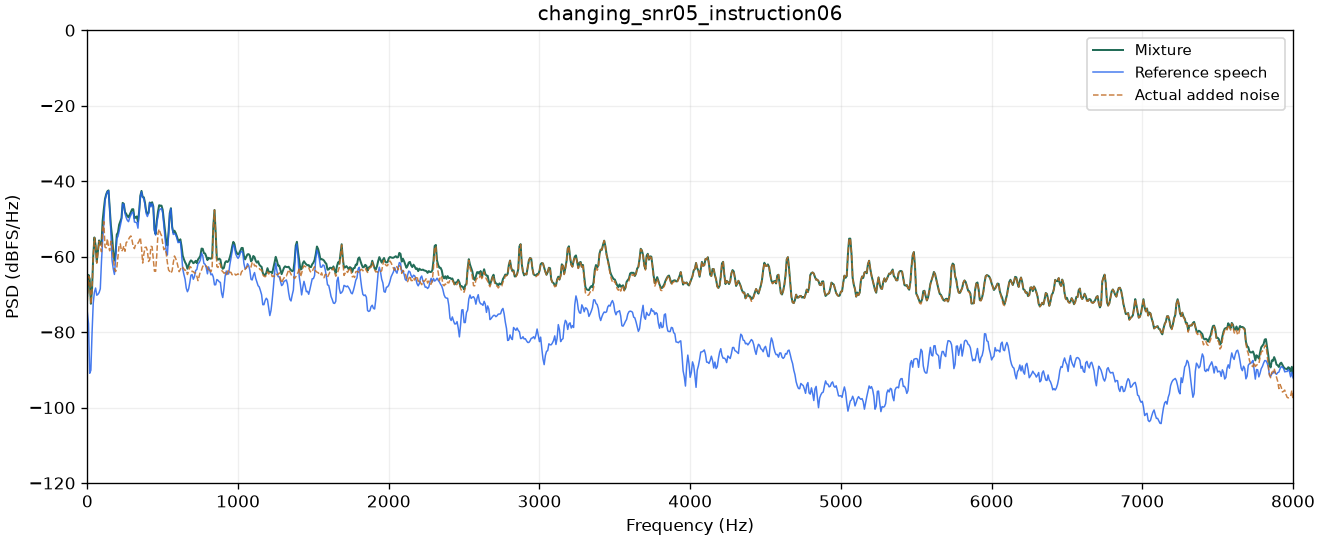 changing_snr05_instruction06
0
−20
−40
−60
−80
−100
−120
PSD (dBFS/Hz)
Mixture
Reference speech
Actual added noise
0 1000 2000 3000 4000 5000 6000 7000 8000
Frequency (Hz)